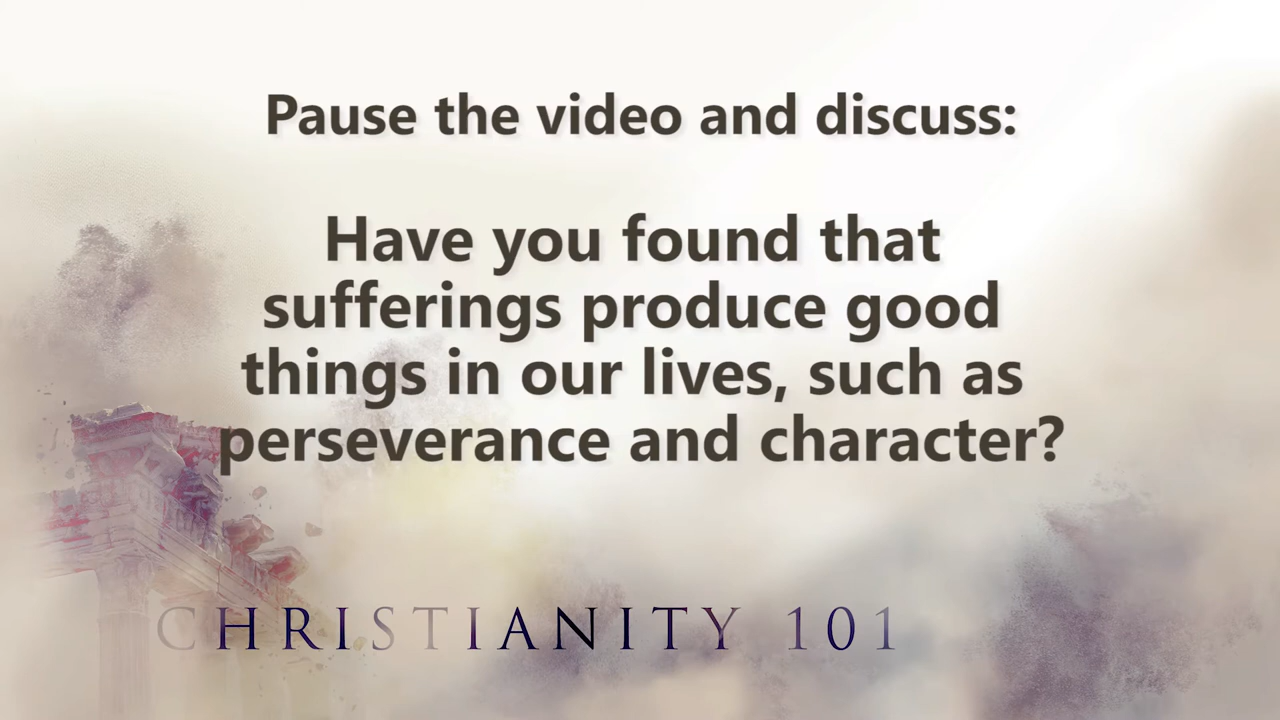 Pause the video and discuss:
Have you found that
sufferings produce good
things in our lives, such as
perseverance and character?
CHRISTIANITY 101